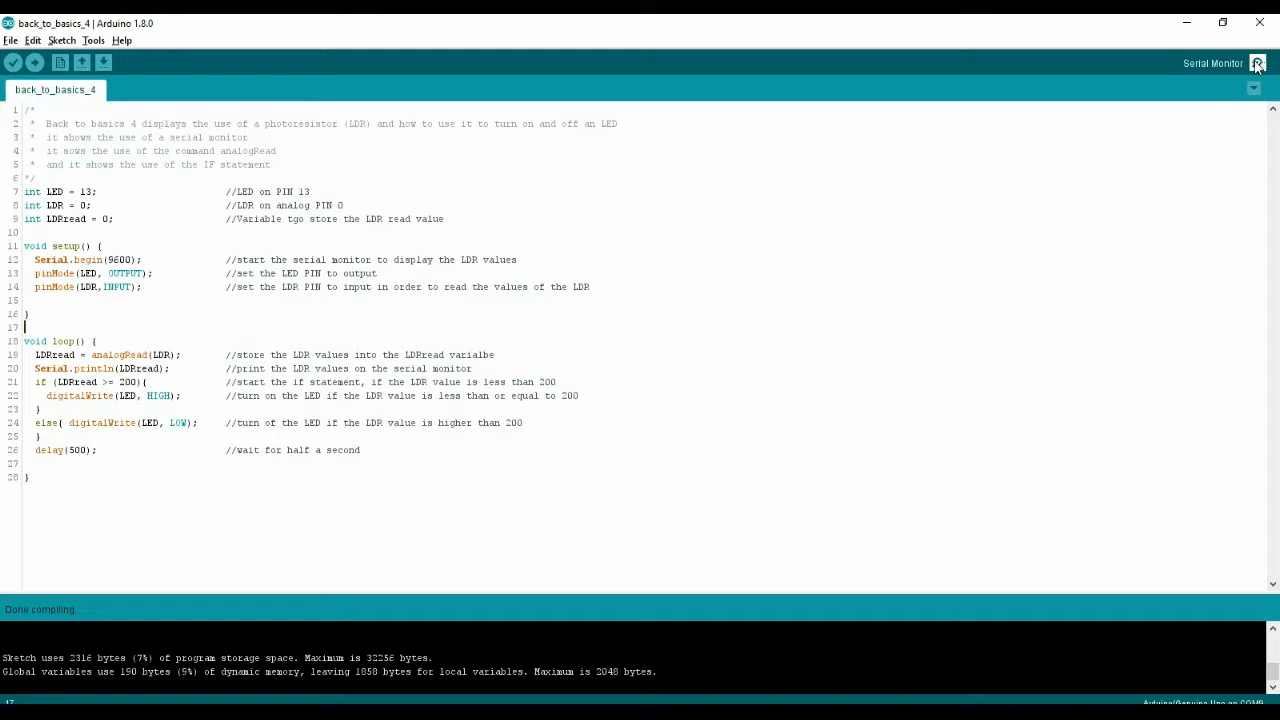 back_to_basics_4 | Arduino 1.8.0
File Edit Sketch Tools Help
Serial Monitor
back_to_basics_4
1 /*
2 * Back to basics 4 displays the use of a photoresistor (LDR) and how to use it to turn on and off an LED
3 * it shows the use of a serial monitor
4 * it sows the use of the command analogRead
5 * and it shows the use of the IF statement
6 */
7 int LED = 13; //LED on PIN 13
8 int LDR = 0; //LDR on analog PIN 0
9 int LDRread = 0; //Variable tgo store the LDR read value
10
11 void setup() {
12 Serial.begin(9600); //start the serial monitor to display the LDR values
13 pinMode(LED, OUTPUT); //set the LED PIN to output
14 pinMode(LDR,INPUT); //set the LDR PIN to input in order to read the values of the LDR
15
16 }
17
18 void loop() {
19 LDRread = analogRead(LDR); //store the LDR values into the LDRread varialbe
20 Serial.println(LDRread); //print the LDR values on the serial monitor
21 if (LDRread >= 200){ //start the if statement, if the LDR value is less than 200
22 digitalWrite(LED, HIGH); //turn on the LED if the LDR value is less than or equal to 200
23 }
24 else{ digitalWrite(LED, LOW); //turn of the LED if the LDR value is higher than 200
25 }
26 delay(500); //wait for half a second
27
28 }
Done compiling.
Sketch uses 2316 bytes (7%) of program storage space. Maximum is 32256 bytes.
Global variables use 190 bytes (9%) of dynamic memory, leaving 1858 bytes for local variables. Maximum is 2048 bytes.
17 Arduino/Genuino Uno on COM9